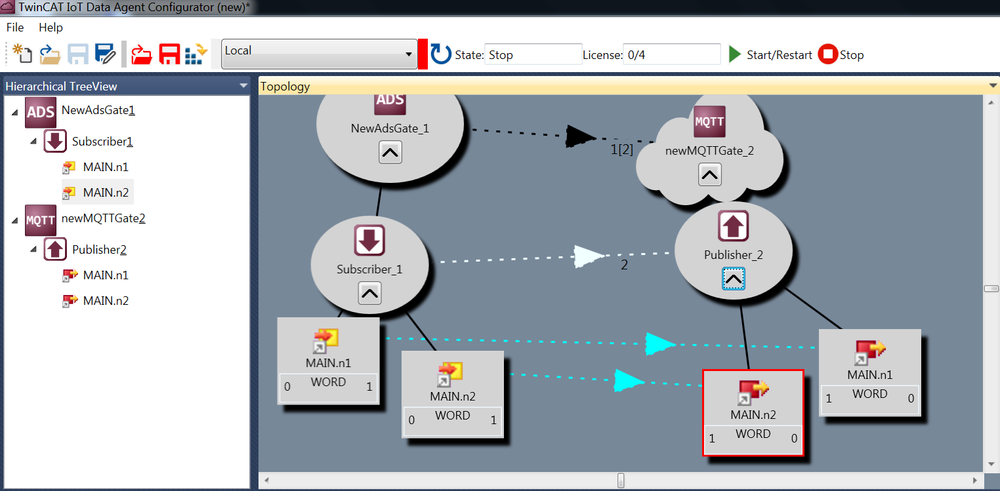 TwinCAT IoT Data Agent Configurator (new)*
File Help
Local State: Stop License: 0/4 Start/Restart Stop
Hierarchical TreeView
ADS NewAdsGate1
Subscriber1
MAIN.n1
MAIN.n2
MQTT newMQTTGate2
Publisher2
MAIN.n1
MAIN.n2
Topology
ADS
NewAdsGate_1
MQTT
newMQTTGate_2
1[2]
Subscriber_1
Publisher_2
2
MAIN.n1
0 WORD 1
MAIN.n2
0 WORD 1
MAIN.n2
1 WORD 0
MAIN.n1
1 WORD 0